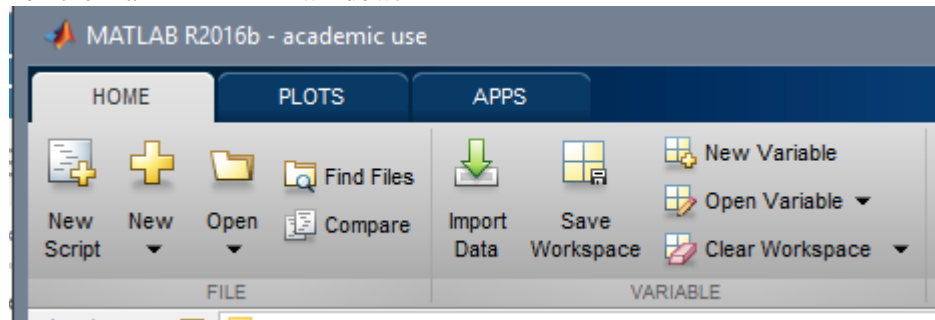 MATLAB R2016b - academic use
HOME PLOTS APPS
New Script
New
Open
Find Files
Compare
Import Data
Save Workspace
New Variable
Open Variable
Clear Workspace
FILE VARIABLE